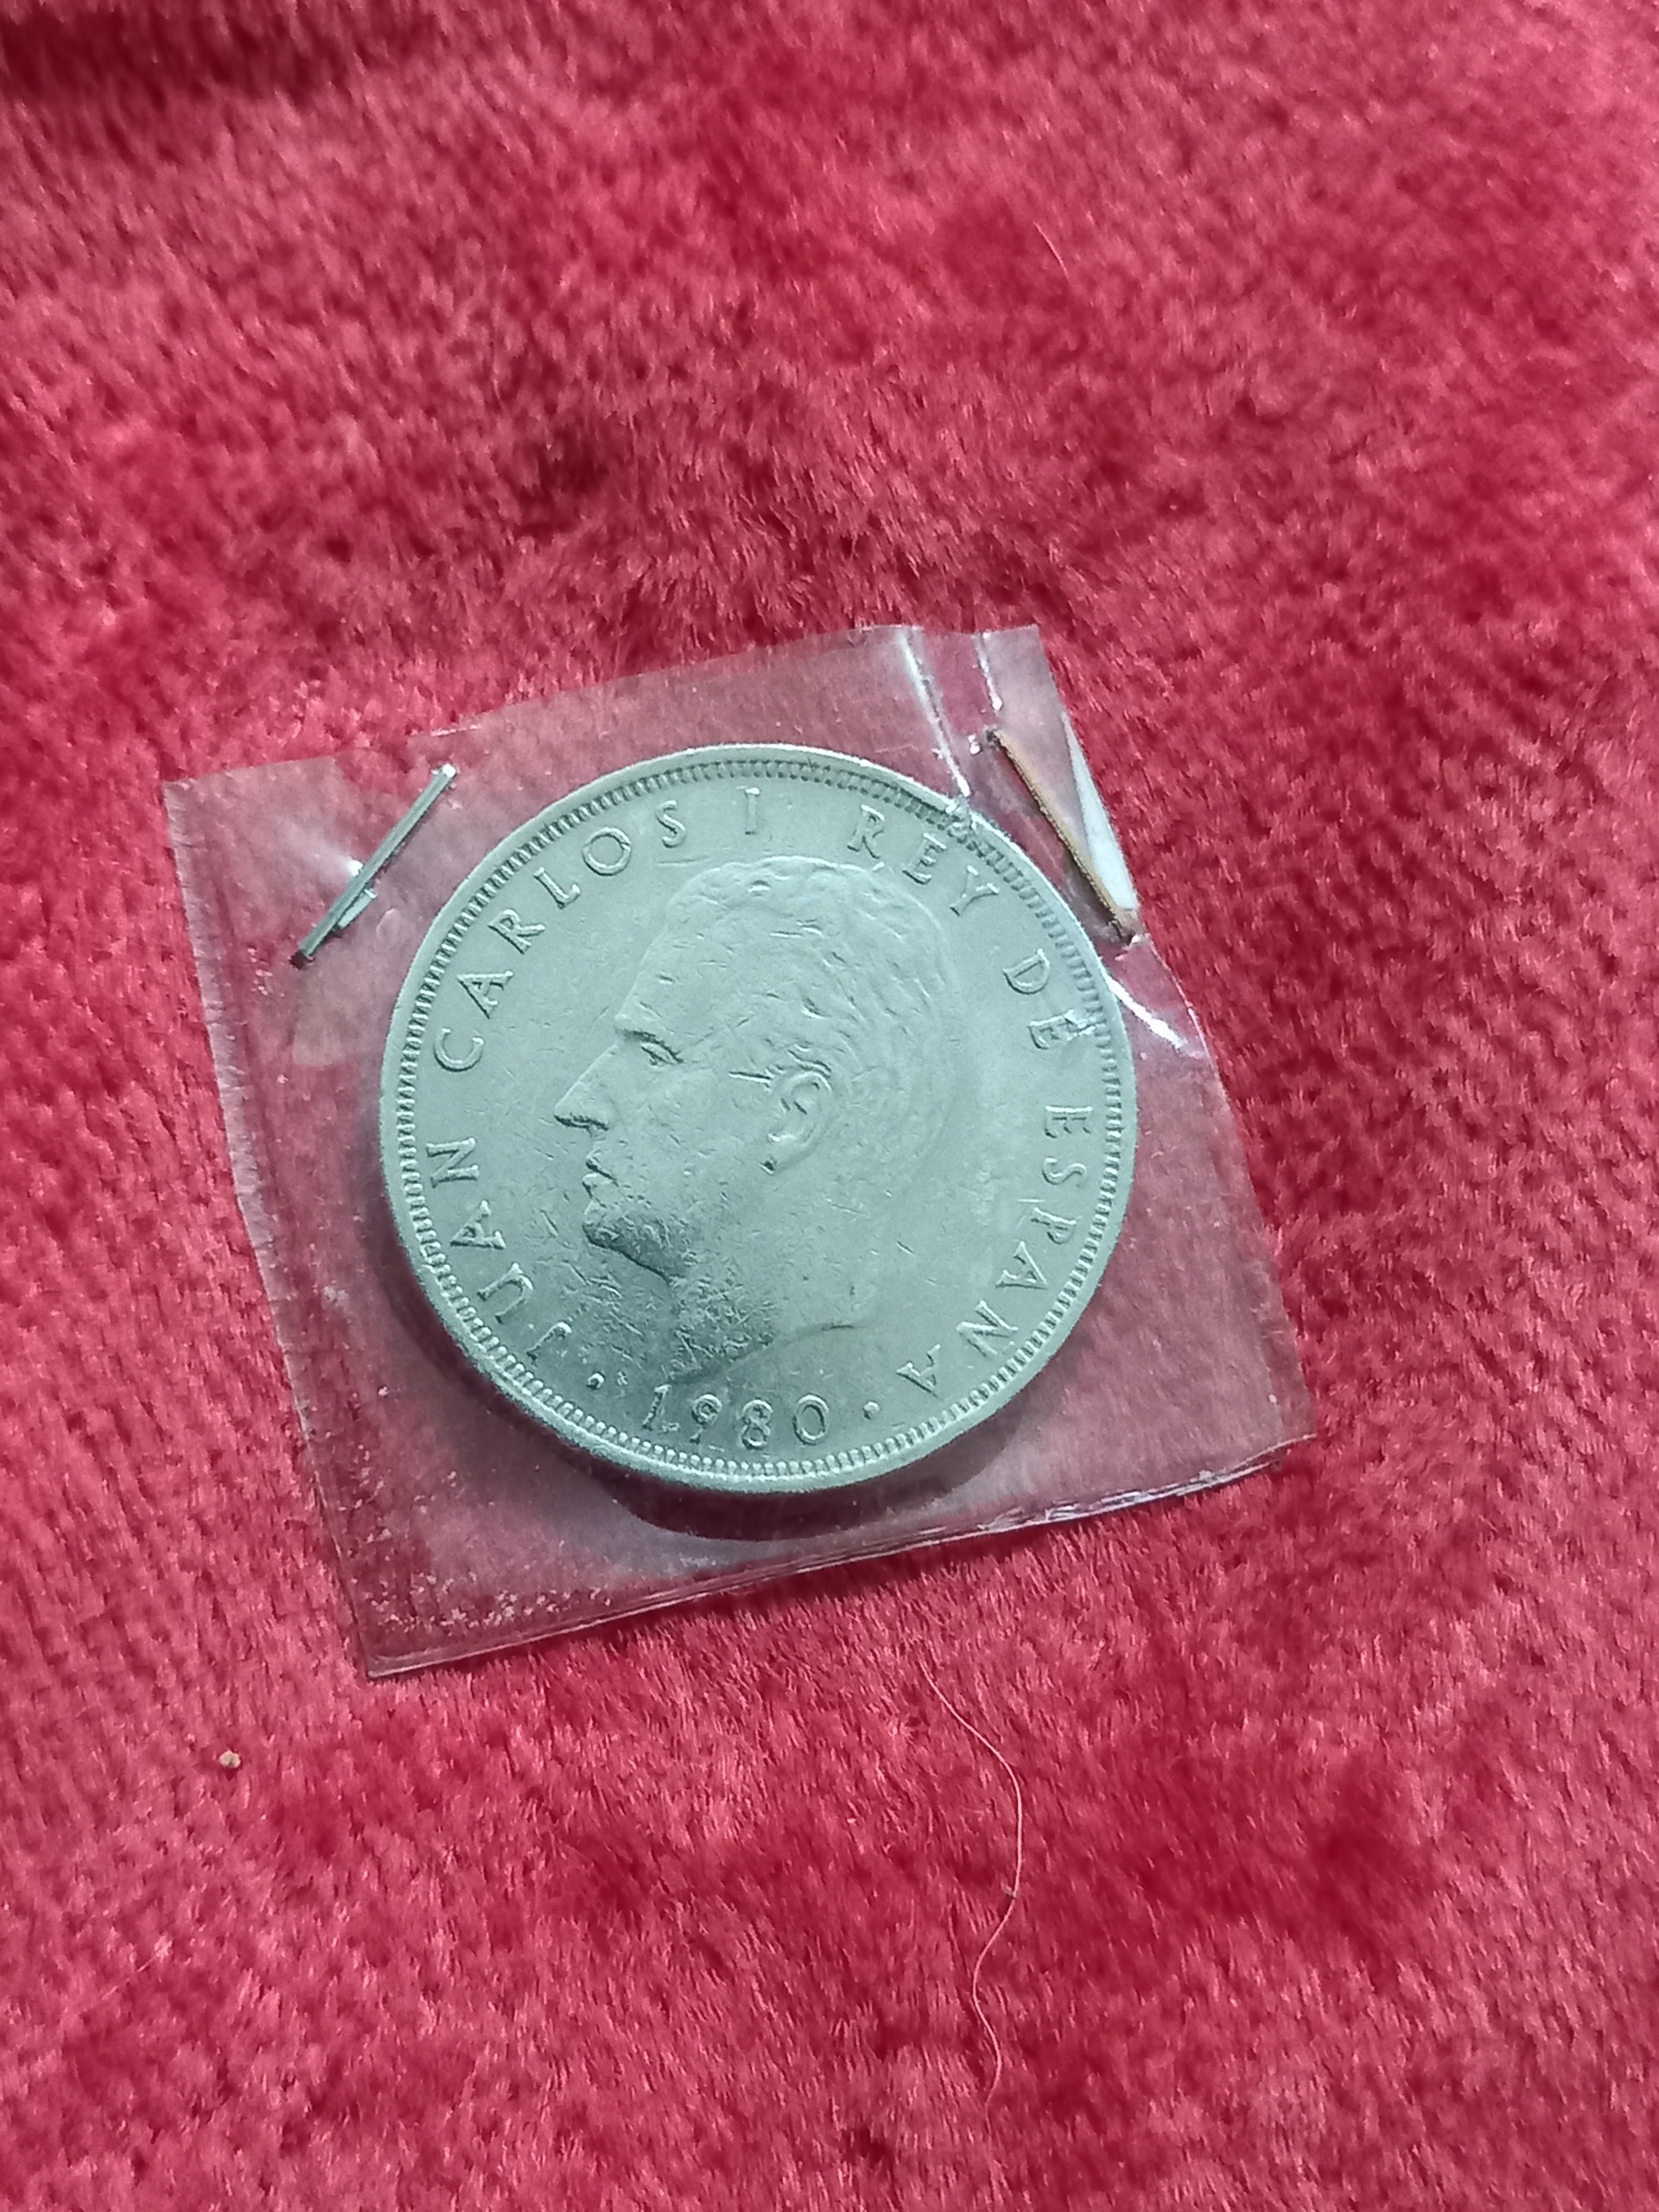 JUAN CARLOS I REY DE ESPAÑA
· 1980 ·